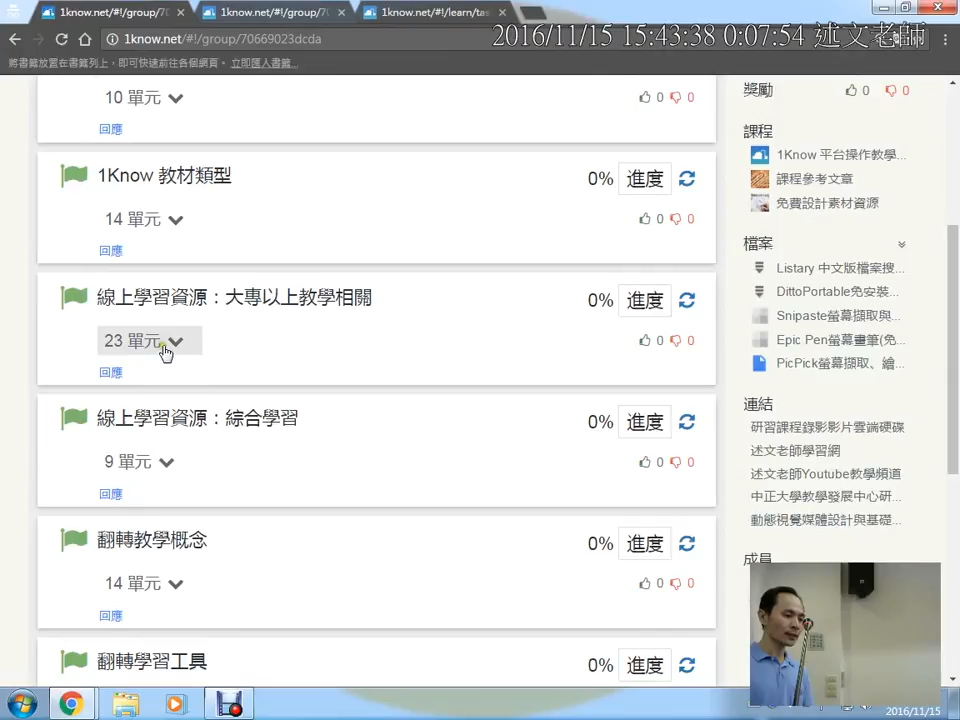 1know.net/#!/group/70
1know.net/#!/group/70
1know.net/#!/learn/tas
1know.net/#!/group/70669023dcda
2016/11/15 15:43:38 0:07:54 述文老師
將書籤放置在書籤列上，即可快速前往各個網頁。 立即匯入書籤...
10 單元
0 0
回應
1Know 教材類型
0% 進度
14 單元
0 0
回應
線上學習資源：大專以上教學相關
0% 進度
23 單元
0 0
回應
線上學習資源：綜合學習
0% 進度
9 單元
0 0
回應
翻轉教學概念
0% 進度
14 單元
0 0
回應
翻轉學習工具
0% 進度
獎勵
0 0
課程
1Know 平台操作教學...
課程參考文章
免費設計素材資源
檔案
Listary 中文版檔案搜...
DittoPortable免安裝...
Snipaste螢幕擷取與...
Epic Pen螢幕畫筆(免...
PicPick螢幕擷取、繪...
連結
研習課程錄影影片雲端硬碟
述文老師學習網
述文老師Youtube教學頻道
中正大學教學發展中心研...
動態視覺媒體設計與基礎...
成員
2016/11/15